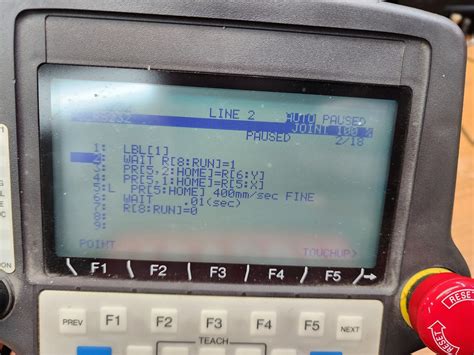 LINE 2 AUTO PAUSED
JOINT 100 %
PAUSED 2/18
1: LBL[1]
2: WAIT R[8:RUN]=1
3: PR[5,2:HOME]=R[6:Y]
4: PR[5,1:HOME]=R[5:X]
5:L PR[5:HOME] 400mm/sec FINE
6: WAIT .01(sec)
7: R[8:RUN]=0
8:
9:
POINT TOUCHUP>
F1 F2 F3 F4 F5 →
PREV F1 F2 F3 F4 F5 NEXT
TEACH
RESET
RESET